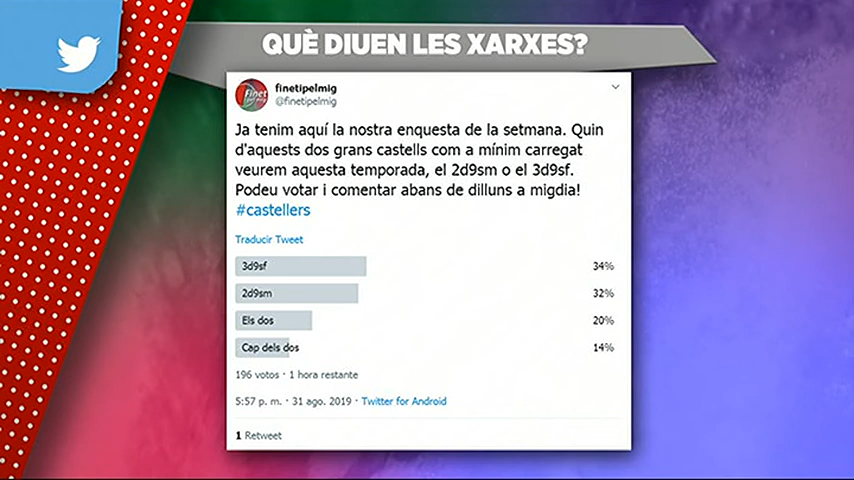 QUÈ DIUEN LES XARXES?
finetipelmig
@finetipelmig
Finet
pel mig
Ja tenim aquí la nostra enquesta de la setmana. Quin
d'aquests dos grans castells com a mínim carregat
veurem aquesta temporada, el 2d9sm o el 3d9sf.
Podeu votar i comentar abans de dilluns a migdia!
#castellers
Traducir Tweet
3d9sf 34%
2d9sm 32%
Els dos 20%
Cap dels dos 14%
196 votos · 1 hora restante
5:57 p. m. · 31 ago. 2019 · Twitter for Android
1 Retweet